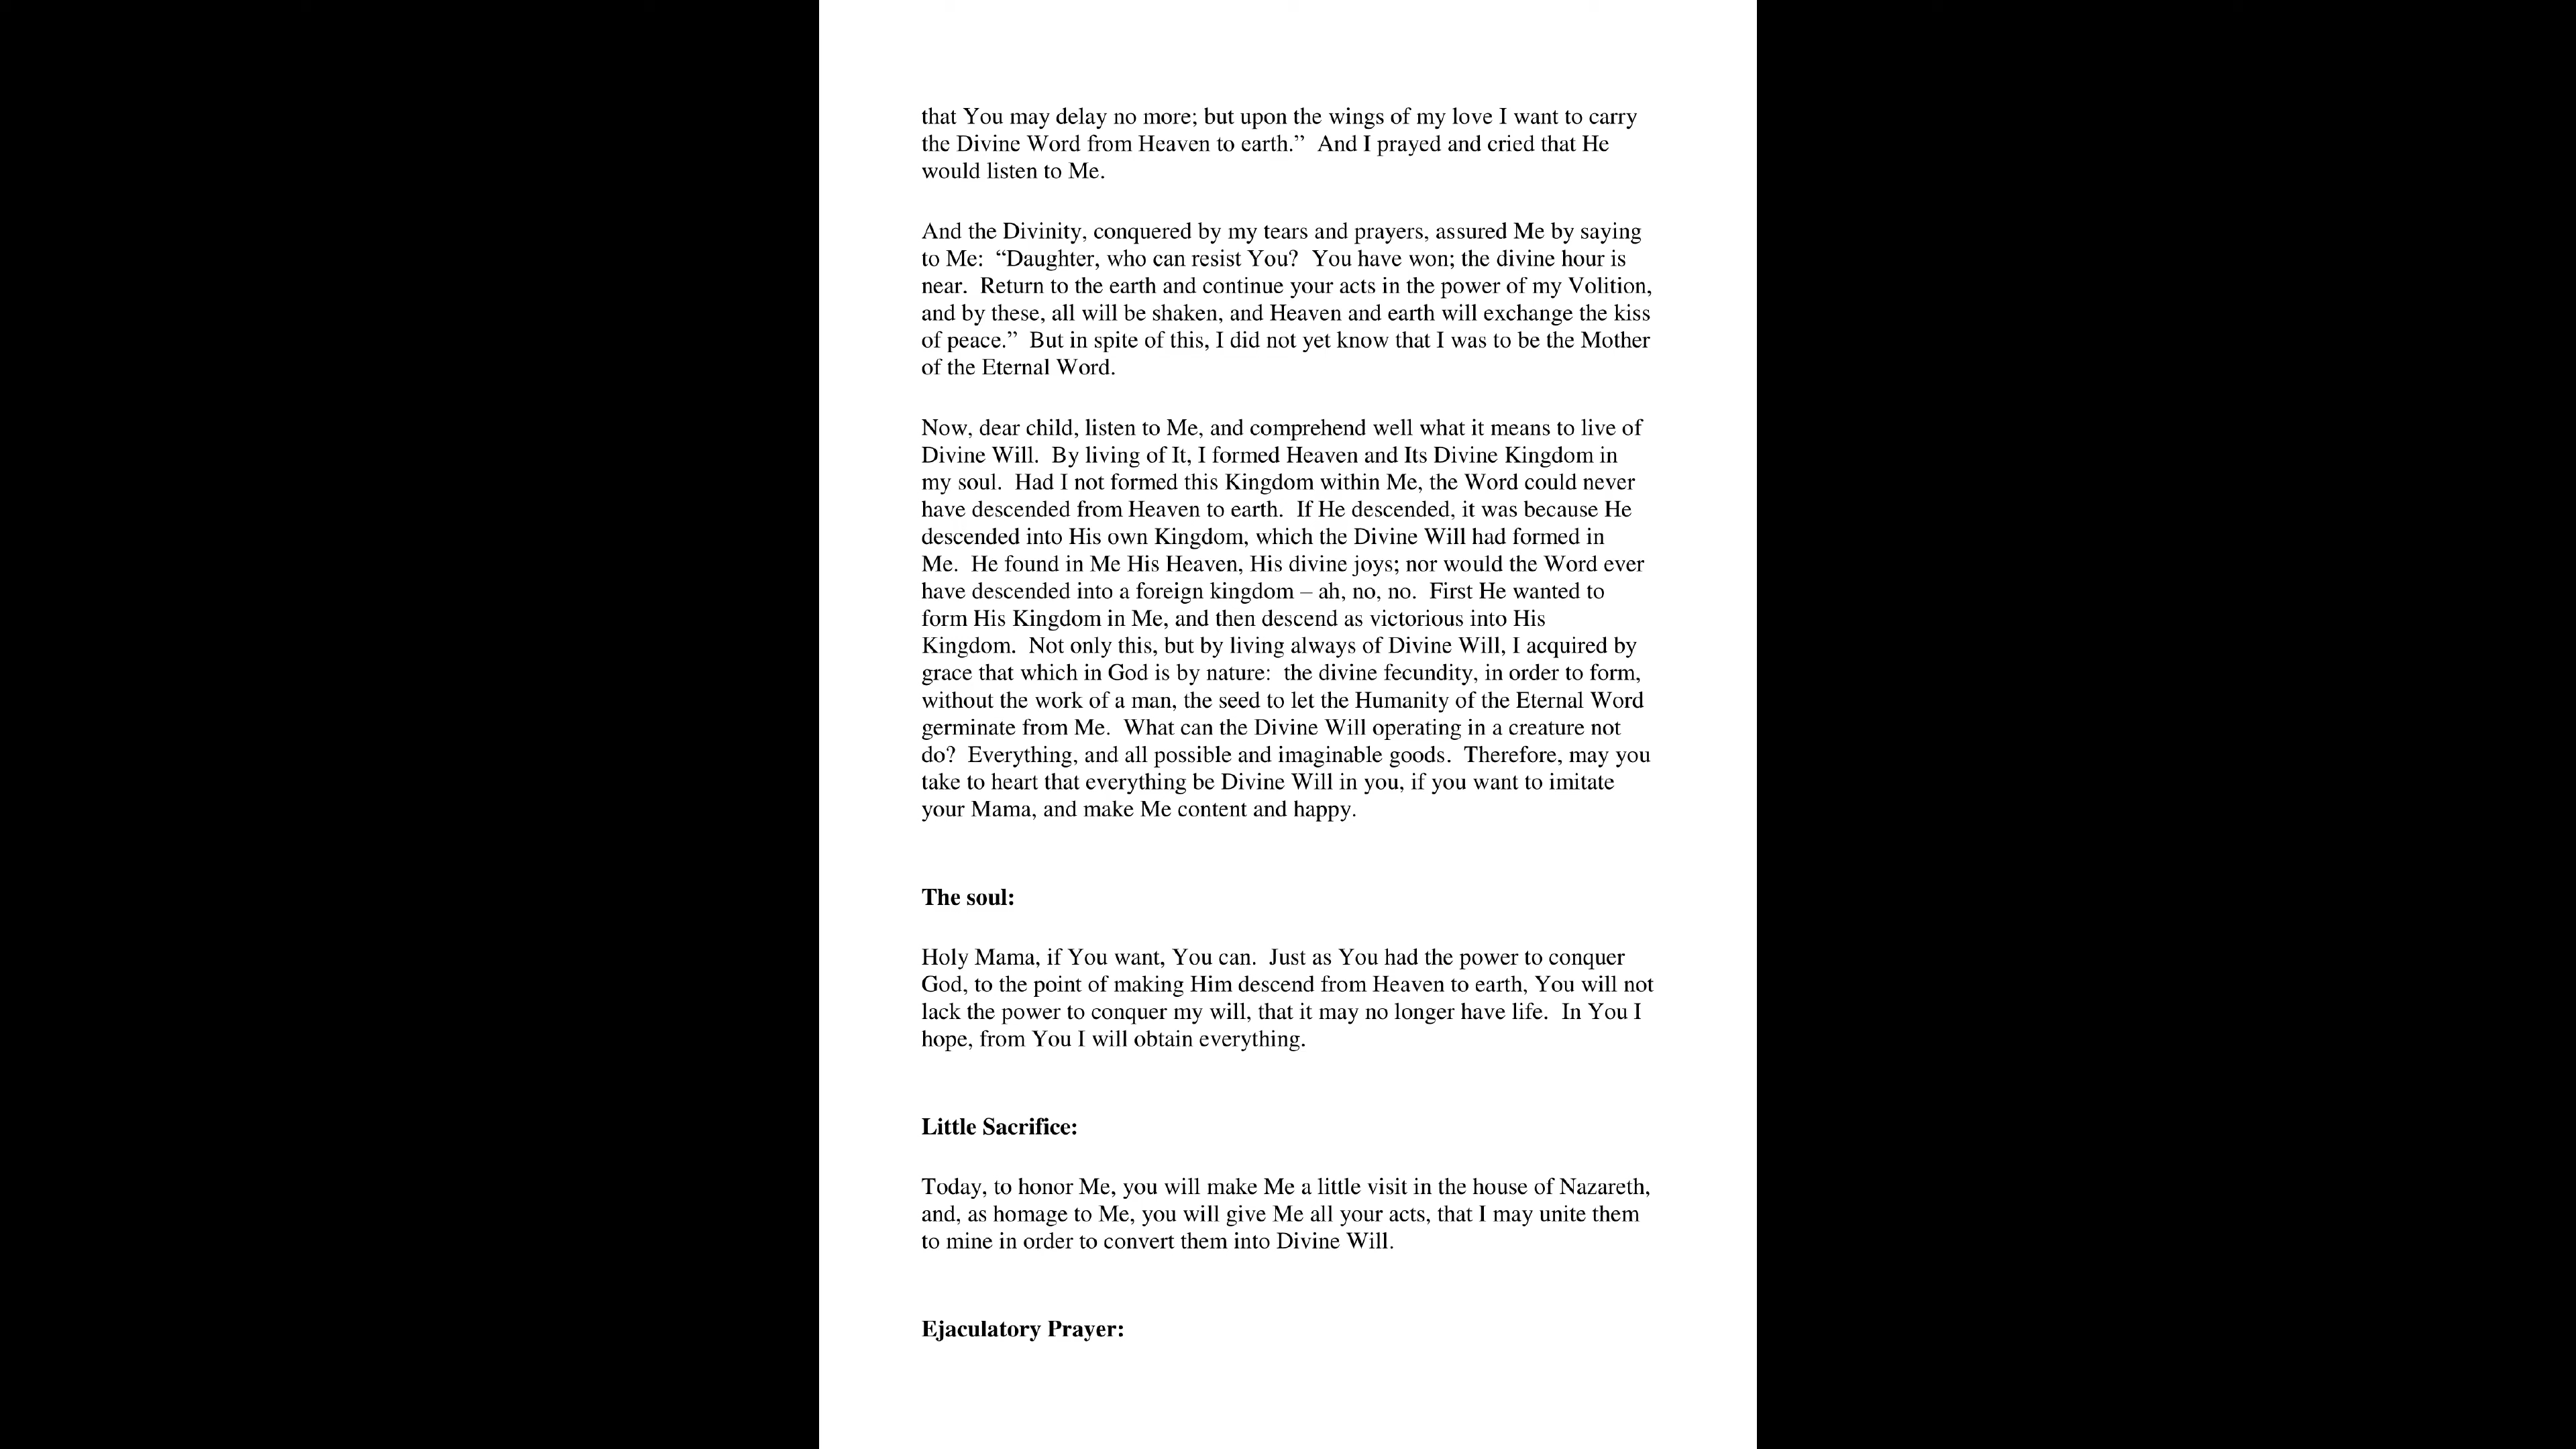 that You may delay no more; but upon the wings of my love I want to carry
the Divine Word from Heaven to earth.”  And I prayed and cried that He
would listen to Me.
And the Divinity, conquered by my tears and prayers, assured Me by saying
to Me:  “Daughter, who can resist You?  You have won; the divine hour is
near.  Return to the earth and continue your acts in the power of my Volition,
and by these, all will be shaken, and Heaven and earth will exchange the kiss
of peace.”  But in spite of this, I did not yet know that I was to be the Mother
of the Eternal Word.
Now, dear child, listen to Me, and comprehend well what it means to live of
Divine Will.  By living of It, I formed Heaven and Its Divine Kingdom in
my soul.  Had I not formed this Kingdom within Me, the Word could never
have descended from Heaven to earth.  If He descended, it was because He
descended into His own Kingdom, which the Divine Will had formed in
Me.  He found in Me His Heaven, His divine joys; nor would the Word ever
have descended into a foreign kingdom – ah, no, no.  First He wanted to
form His Kingdom in Me, and then descend as victorious into His
Kingdom.  Not only this, but by living always of Divine Will, I acquired by
grace that which in God is by nature:  the divine fecundity, in order to form,
without the work of a man, the seed to let the Humanity of the Eternal Word
germinate from Me.  What can the Divine Will operating in a creature not
do?  Everything, and all possible and imaginable goods.  Therefore, may you
take to heart that everything be Divine Will in you, if you want to imitate
your Mama, and make Me content and happy.
The soul:
Holy Mama, if You want, You can.  Just as You had the power to conquer
God, to the point of making Him descend from Heaven to earth, You will not
lack the power to conquer my will, that it may no longer have life.  In You I
hope, from You I will obtain everything.
Little Sacrifice:
Today, to honor Me, you will make Me a little visit in the house of Nazareth,
and, as homage to Me, you will give Me all your acts, that I may unite them
to mine in order to convert them into Divine Will.
Ejaculatory Prayer: